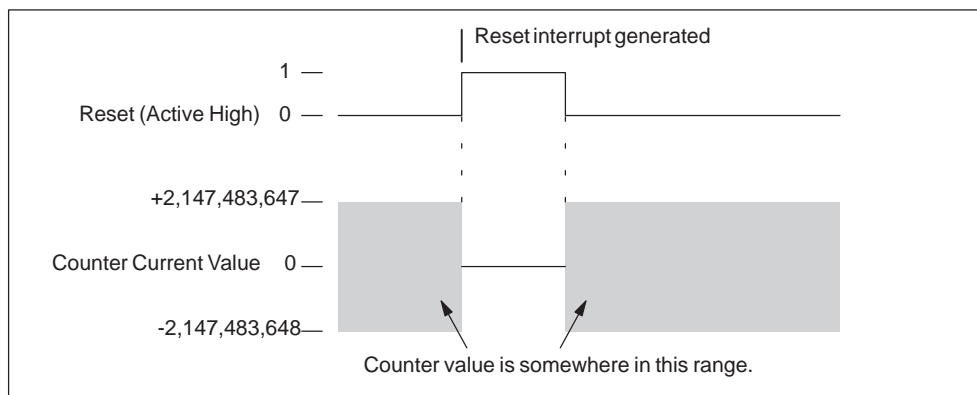 Reset interrupt generated
1
Reset (Active High) 0
+2,147,483,647
Counter Current Value 0
-2,147,483,648
Counter value is somewhere in this range.